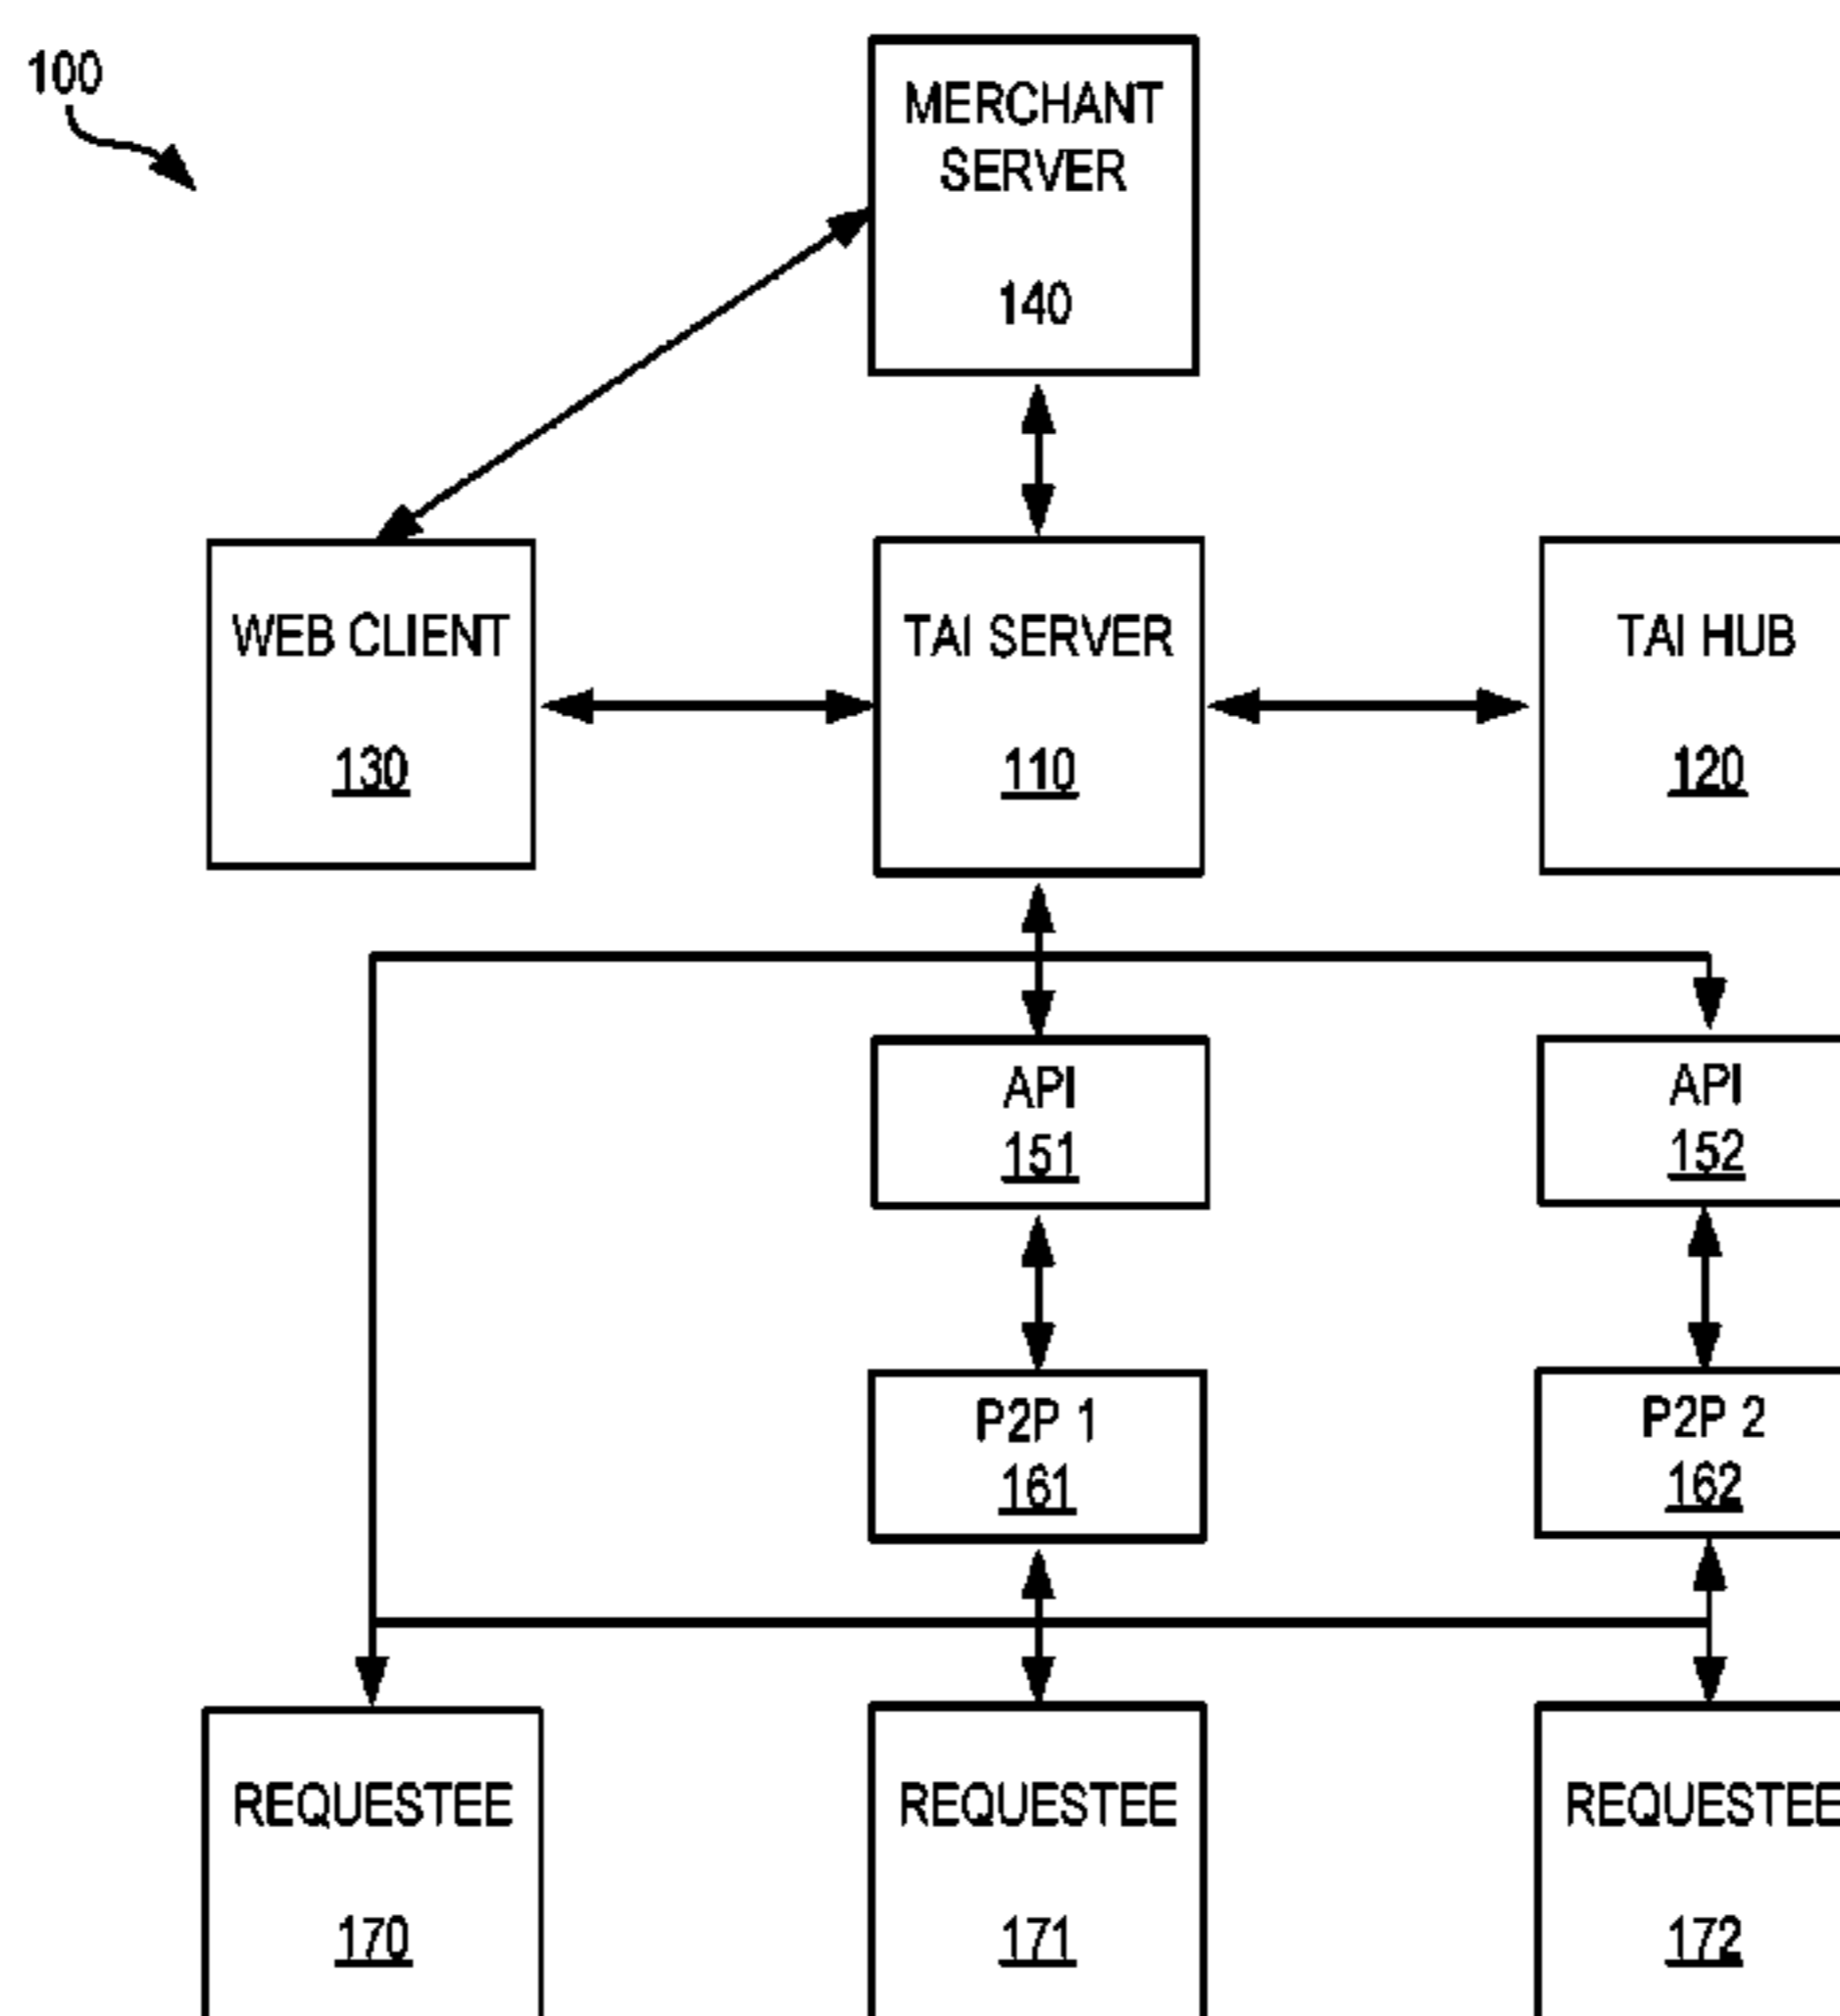 100
MERCHANT
SERVER
140
WEB CLIENT
130
TAI SERVER
110
TAI HUB
120
API
151
API
152
P2P 1
161
P2P 2
162
REQUESTEE
170
REQUESTEE
171
REQUESTEE
172